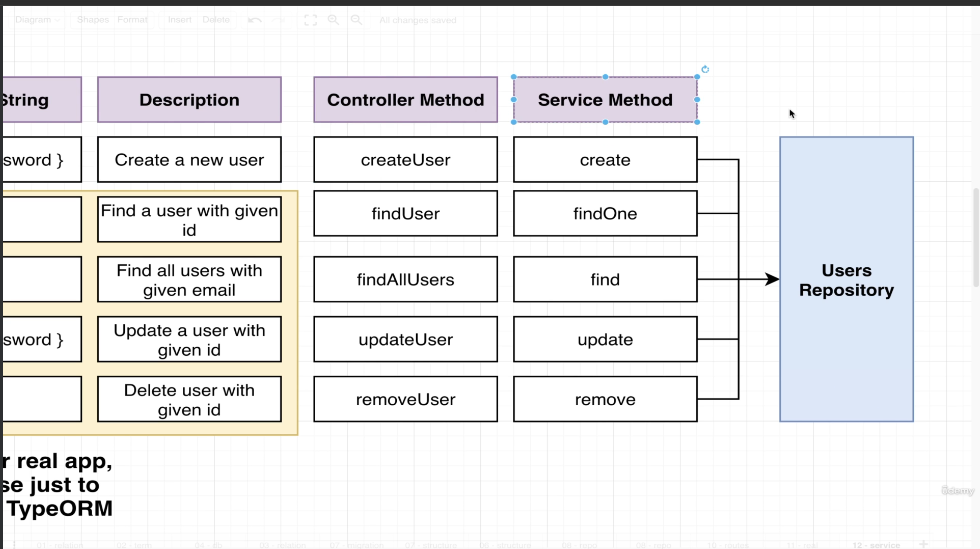 Diagram Shapes Format Insert Delete All changes saved
String Description Controller Method Service Method
sword } Create a new user createUser create
Find a user with given
id
findUser findOne
Find all users with
given email
findAllUsers find
Users
Repository
sword } Update a user with
given id
updateUser update
Delete user with
given id
removeUser remove
r real app,
se just to
TypeORM
ûdemy
12 - service